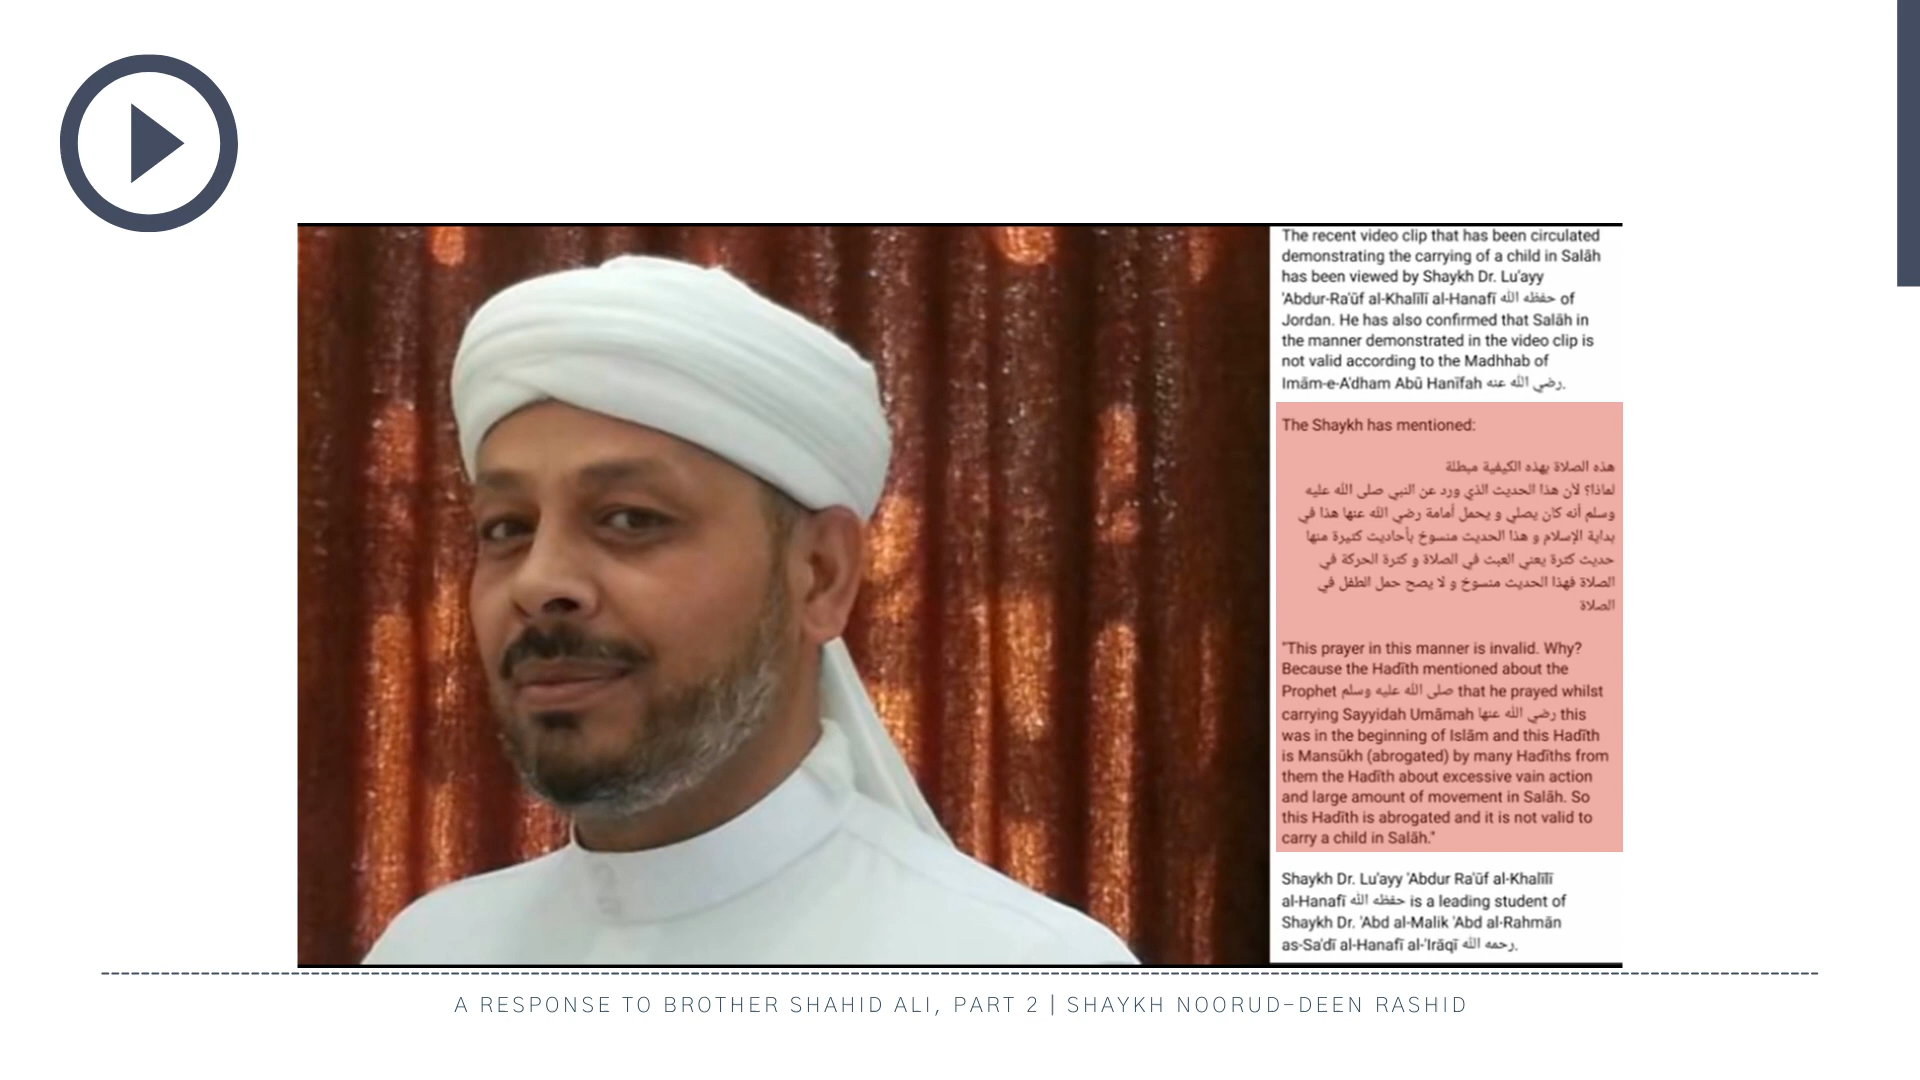 The recent video clip that has been circulated
demonstrating the carrying of a child in Salāh
has been viewed by Shaykh Dr. Lu'ayy
'Abdur-Ra'ūf al-Khalīlī al-Hanafī حفظه الله of
Jordan. He has also confirmed that Salāh in
the manner demonstrated in the video clip is
not valid according to the Madhhab of
Imām-e-A'dham Abū Hanīfah رضي الله عنه.
The Shaykh has mentioned:
هذه الصلاة بهذه الكيفية مبطلة
لماذا؟ لأن هذا الحديث الذي ورد عن النبي صلى الله عليه
وسلم أنه كان يصلي و يحمل أمامة رضي الله عنها هذا في
بداية الإسلام و هذا الحديث منسوخ بأحاديث كثيرة منها
حديث كثرة يعني العبث في الصلاة و كثرة الحركة في
الصلاة فهذا الحديث منسوخ و لا يصح حمل الطفل في
الصلاة
"This prayer in this manner is invalid. Why?
Because the Hadīth mentioned about the
Prophet صلى الله عليه وسلم that he prayed whilst
carrying Sayyidah Umāmah رضي الله عنها this
was in the beginning of Islām and this Hadīth
is Mansūkh (abrogated) by many Hadīths from
them the Hadīth about excessive vain action
and large amount of movement in Salāh. So
this Hadīth is abrogated and it is not valid to
carry a child in Salāh."
Shaykh Dr. Lu'ayy 'Abdur Ra'ūf al-Khalīlī
al-Hanafī حفظه الله is a leading student of
Shaykh Dr. 'Abd al-Malik 'Abd al-Rahmān
as-Sa'dī al-Hanafī al-'Irāqī رحمه الله.
A RESPONSE TO BROTHER SHAHID ALI, PART 2 | SHAYKH NOORUD-DEEN RASHID